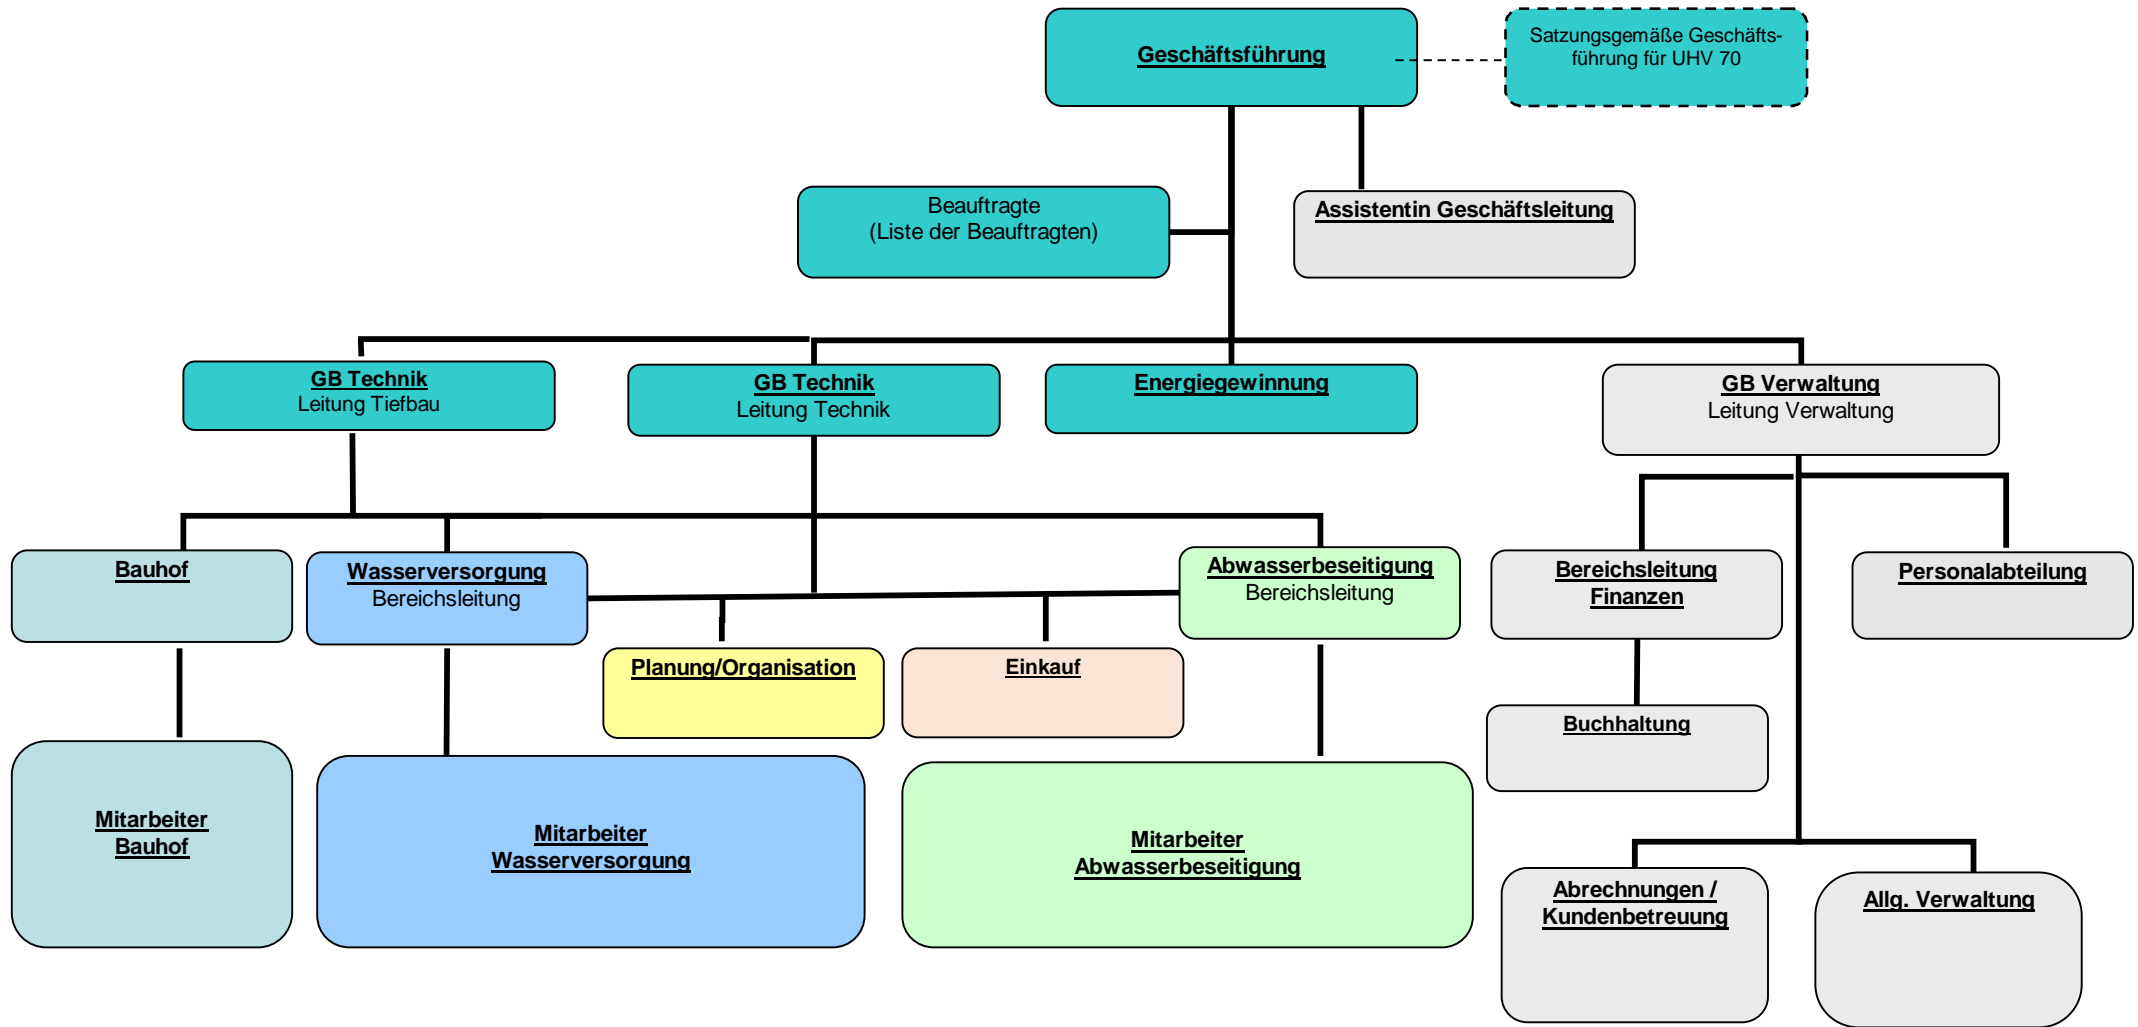 Geschäftsführung
Satzungsgemäße Geschäfts-
führung für UHV 70
Beauftragte
(Liste der Beauftragten)
Assistentin Geschäftsleitung
GB Technik
Leitung Tiefbau
GB Technik
Leitung Technik
Energiegewinnung
GB Verwaltung
Leitung Verwaltung
Bauhof
Wasserversorgung
Bereichsleitung
Abwasserbeseitigung
Bereichsleitung
Bereichsleitung
Finanzen
Personalabteilung
Planung/Organisation
Einkauf
Buchhaltung
Mitarbeiter
Bauhof
Mitarbeiter
Wasserversorgung
Mitarbeiter
Abwasserbeseitigung
Abrechnungen /
Kundenbetreuung
Allg. Verwaltung